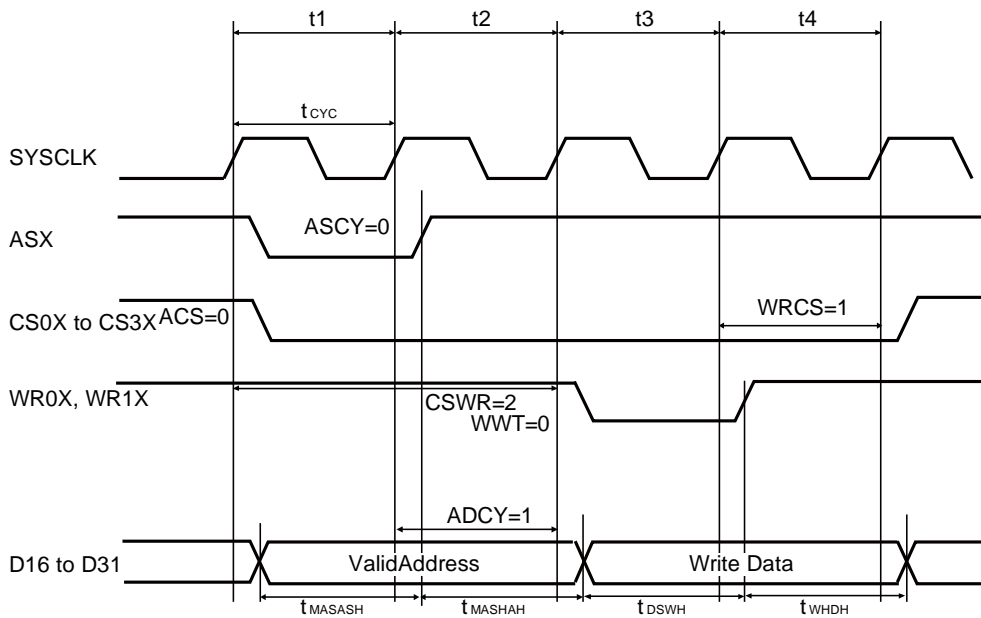 t1 t2 t3 t4
tCYC
SYSCLK
ASX ASCY=0
CS0X to CS3X ACS=0 WRCS=1
WR0X, WR1X
CSWR=2
WWT=0
ADCY=1
D16 to D31 ValidAddress Write Data
tMASASH tMASHAH tDSWH tWHDH